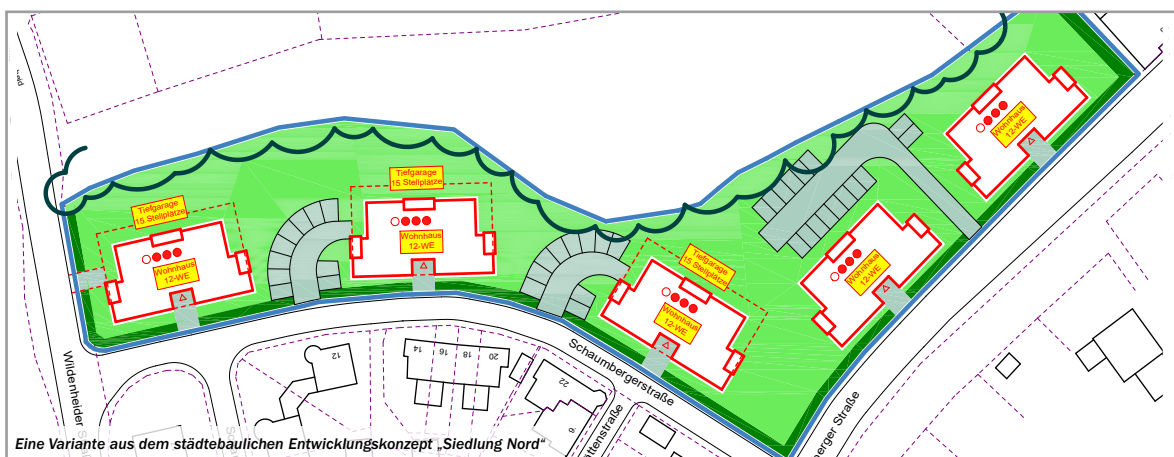 Tiefgarage
15 Stellplätze
Wohnhaus
12-WE
Tiefgarage
15 Stellplätze
Wohnhaus
12-WE
Tiefgarage
15 Stellplätze
Wohnhaus
12-WE
Wohnhaus
12-WE
Wohnhaus
12-WE
Wildenheider
Schaumbergerstraße
berger Straße
ttenstraße
12
14
16
18
20
22
6
Eine Variante aus dem städtebaulichen Entwicklungskonzept „Siedlung Nord“